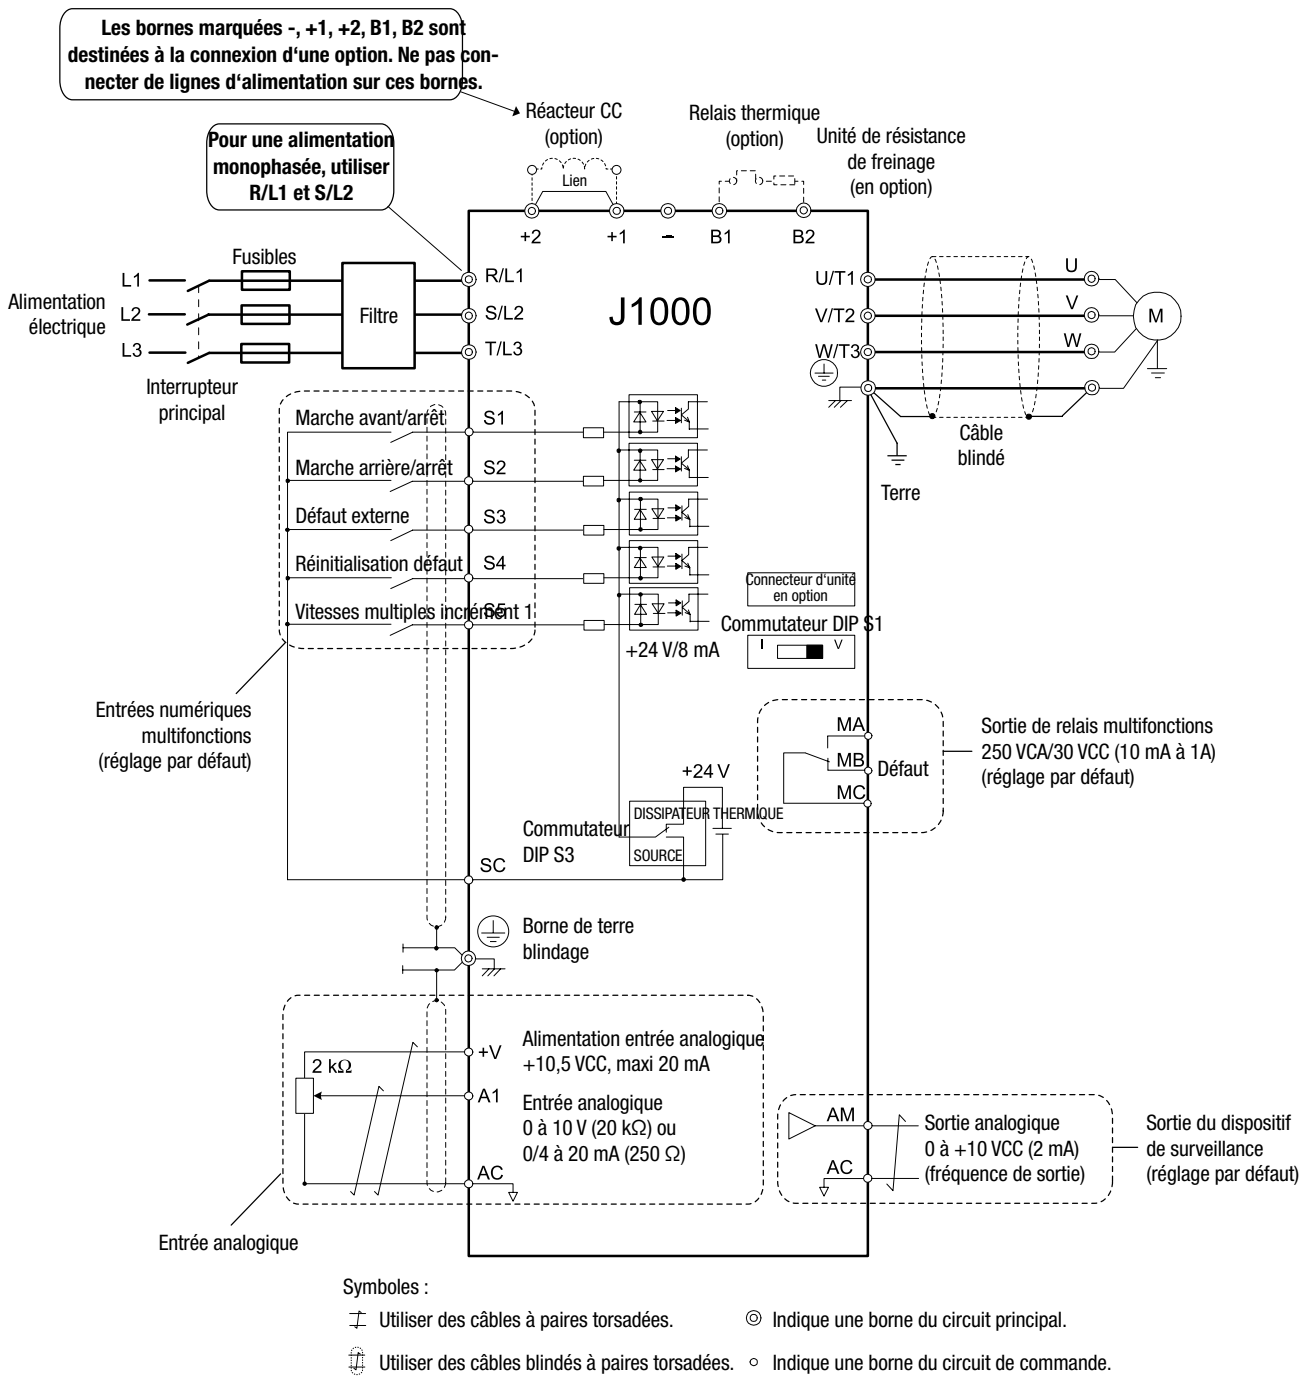 Les bornes marquées -, +1, +2, B1, B2 sont
destinées à la connexion d'une option. Ne pas con-
necter de lignes d'alimentation sur ces bornes.
Réacteur CC
(option)
Relais thermique
(option)
Unité de résistance
de freinage
(en option)
Pour une alimentation
monophasée, utiliser
R/L1 et S/L2
Lien
+2
+1
–
B1
B2
Fusibles
L1
L2
L3
Alimentation
électrique
Interrupteur
principal
Filtre
R/L1
S/L2
T/L3
J1000
U/T1
V/T2
W/T3
U
V
W
M
Câble
blindé
Terre
Marche avant/arrêt
S1
Marche arrière/arrêt
S2
Défaut externe
S3
Réinitialisation défaut
S4
Vitesses multiples incrément 1
S5
+24 V/8 mA
Connecteur d'unité
en option
Commutateur DIP S1
I
V
Entrées numériques
multifonctions
(réglage par défaut)
MA
MB
MC
Défaut
Sortie de relais multifonctions
250 VCA/30 VCC (10 mA à 1A)
(réglage par défaut)
+24 V
DISSIPATEUR THERMIQUE
SOURCE
Commutateur
DIP S3
SC
Borne de terre
blindage
2 kΩ
+V
Alimentation entrée analogique
+10,5 VCC, maxi 20 mA
A1
Entrée analogique
0 à 10 V (20 kΩ) ou
0/4 à 20 mA (250 Ω)
AC
Entrée analogique
AM
AC
Sortie analogique
0 à +10 VCC (2 mA)
(fréquence de sortie)
Sortie du dispositif
de surveillance
(réglage par défaut)
Symboles :
Utiliser des câbles à paires torsadées.
Indique une borne du circuit principal.
Utiliser des câbles blindés à paires torsadées.
Indique une borne du circuit de commande.